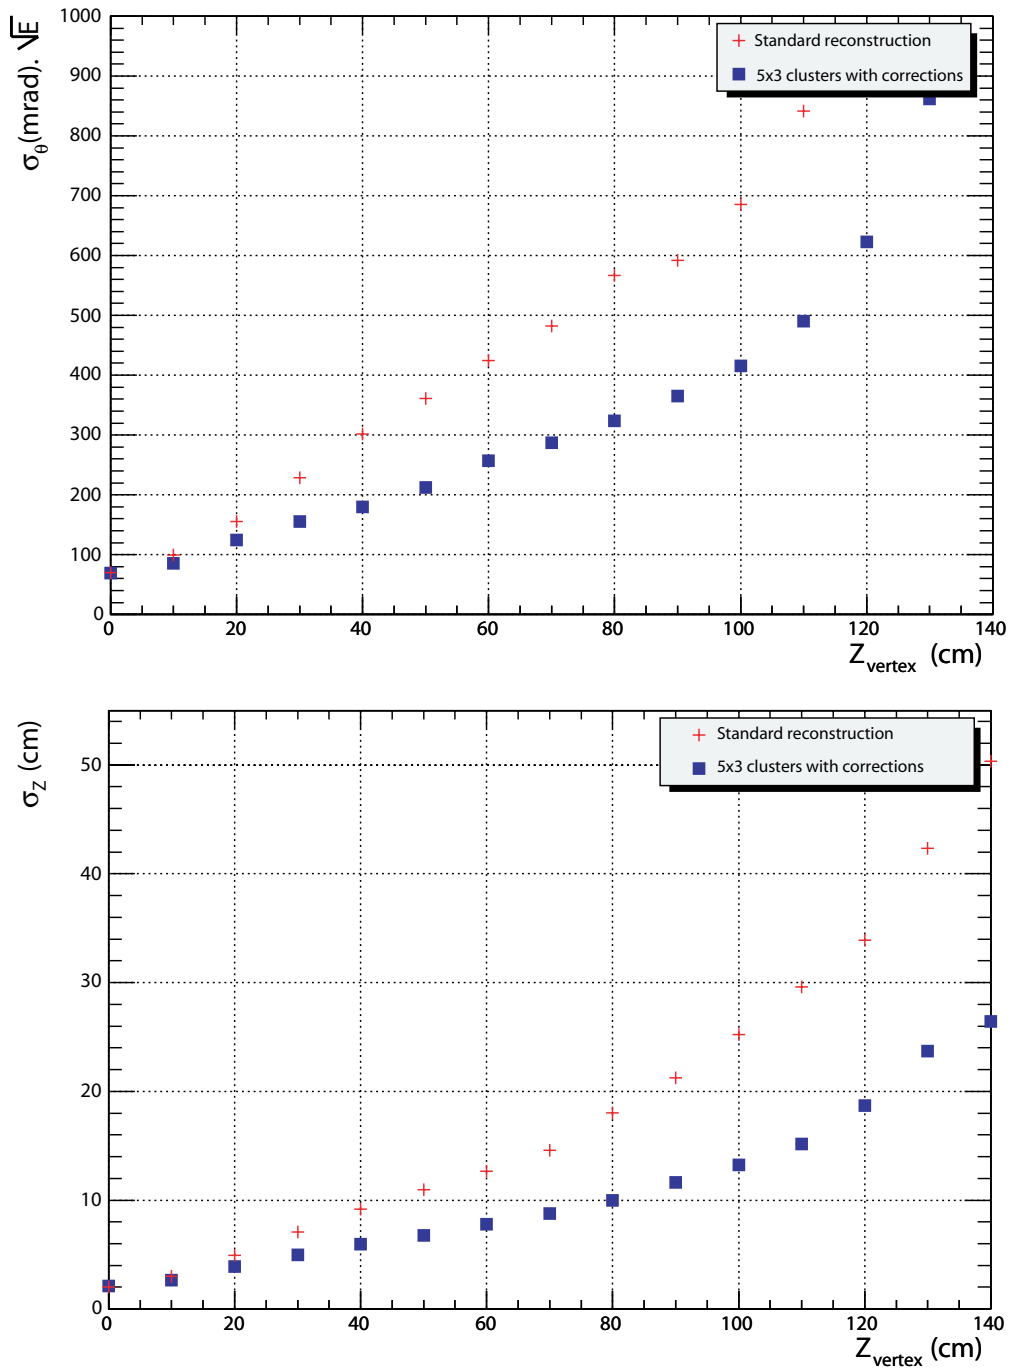 σθ(mrad). √E
1000
900
800
700
600
500
400
300
200
100
0
Standard reconstruction
5x3 clusters with corrections
0 20 40 60 80 100 120 140
Zvertex (cm)
σZ (cm)
50
40
30
20
10
0
Standard reconstruction
5x3 clusters with corrections
0 20 40 60 80 100 120 140
Zvertex (cm)